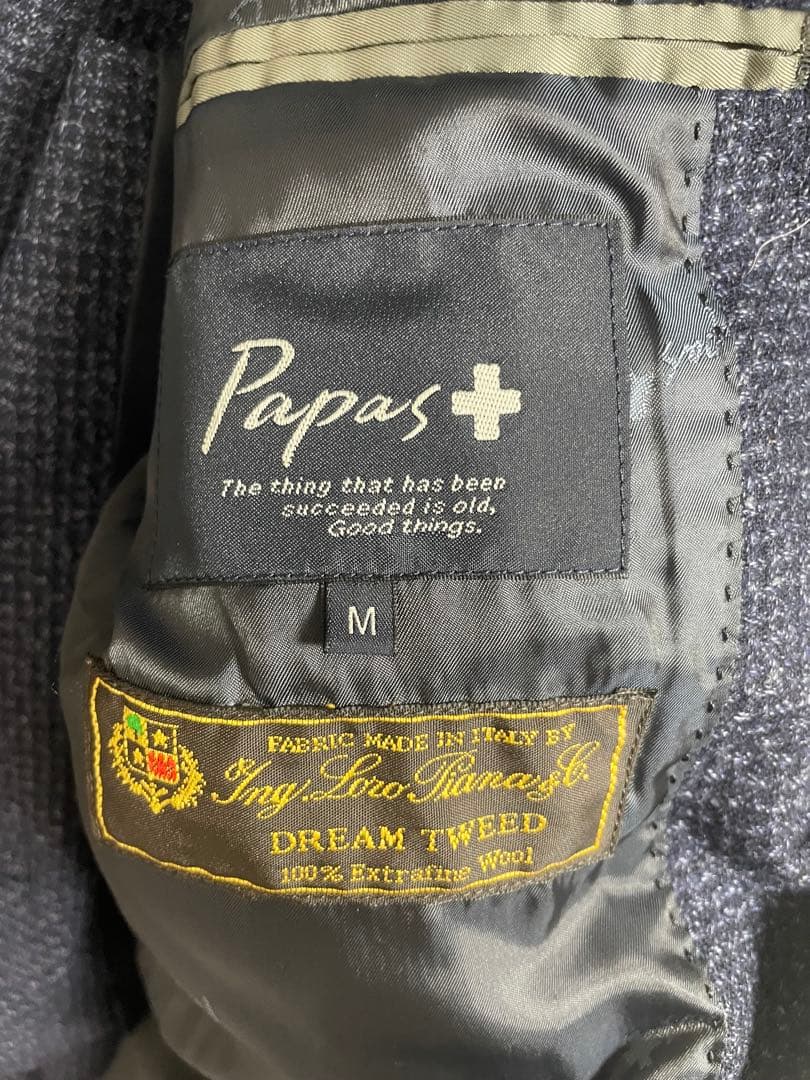 Papas+
The thing that has been
succeeded is old,
Good things.
M
FABRIC MADE IN ITALY BY
Ing. Loro Piana & C.
DREAM TWEED
100% Extrafine Wool